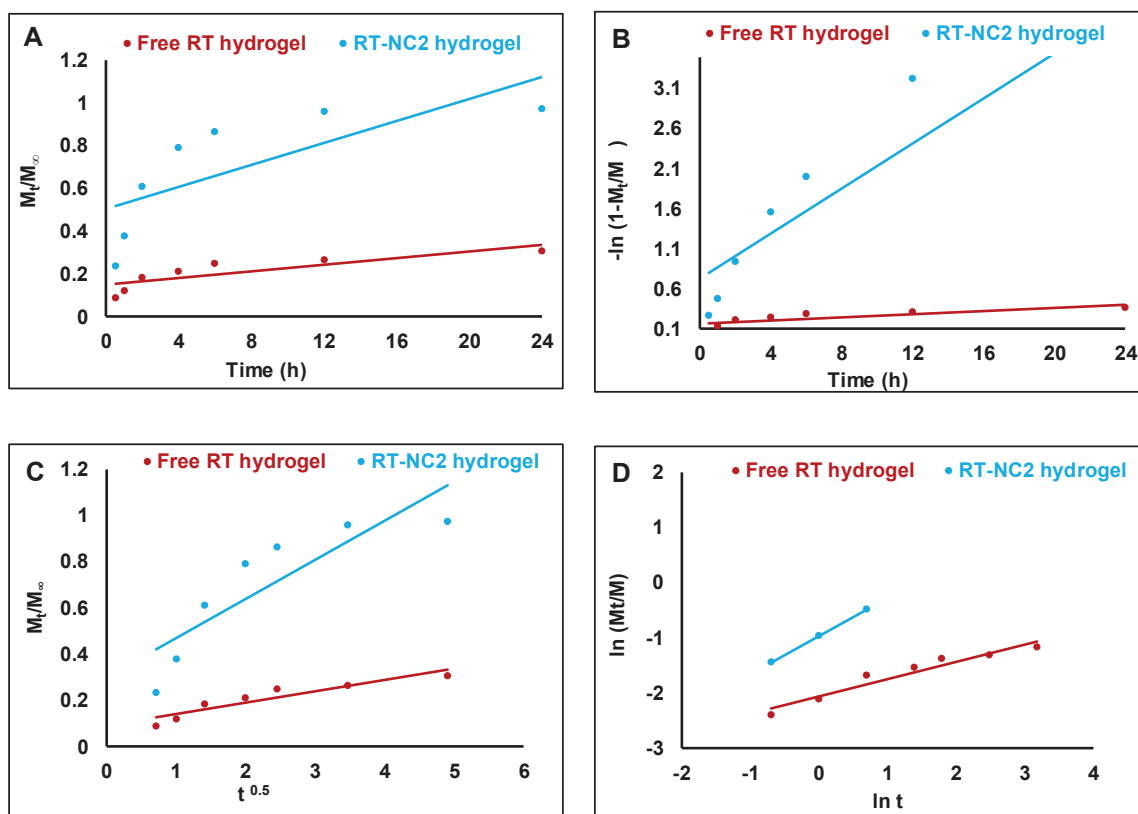 A
Free RT hydrogel
RT-NC2 hydrogel
1.2
1
0.8
0.6
0.4
0.2
0
0 4 8 12 16 20 24
Mt/M∞
Time (h)
B
Free RT hydrogel
RT-NC2 hydrogel
3.1
2.6
2.1
1.6
1.1
0.6
0.1
0 4 8 12 16 20 24
-ln (1-Mt/M
Time (h)
C
Free RT hydrogel
RT-NC2 hydrogel
1.2
1
0.8
0.6
0.4
0.2
0
0 1 2 3 4 5 6
Mt/M∞
t 0.5
D
Free RT hydrogel
RT-NC2 hydrogel
2
1
0
-1
-2
-3
-2 -1 0 1 2 3 4
ln (Mt/M)
ln t